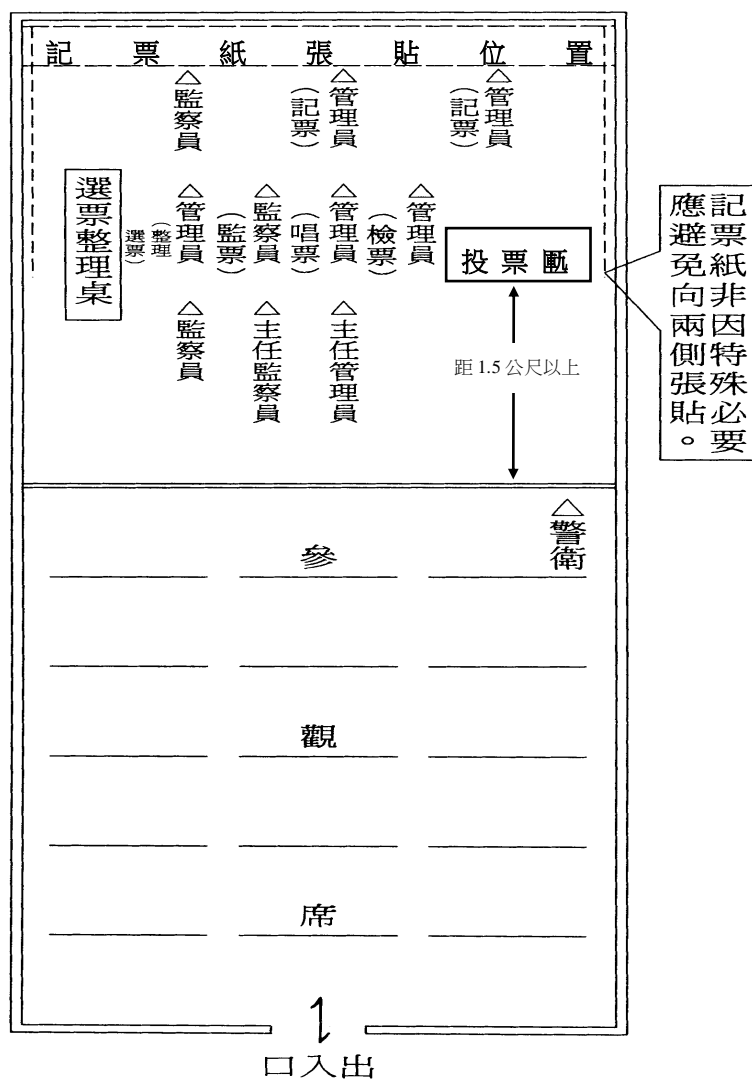 記票紙張貼位置
△監察員
△管理員
(記票)
△管理員
(記票)
選票整理桌
△管理員
(整理
選票)
△監察員
(監票)
△管理員
(唱票)
△管理員
(檢票)
投票匭
△監察員
△主任監察員
△主任管理員
距1.5公尺以上
記票紙非因特殊必要
應避免向兩側張貼。
△警衛
參
觀
席
出入口